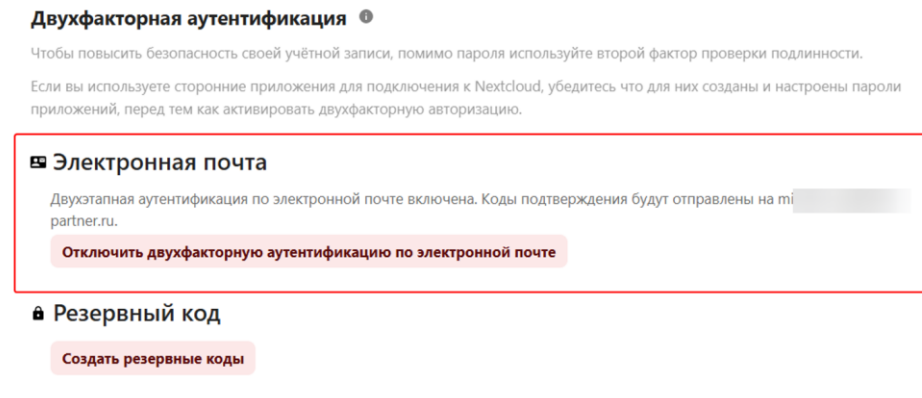 Двухфакторная аутентификация
Чтобы повысить безопасность своей учётной записи, помимо пароля используйте второй фактор проверки подлинности.
Если вы используете сторонние приложения для подключения к Nextcloud, убедитесь что для них созданы и настроены пароли
приложений, перед тем как активировать двухфакторную авторизацию.
Электронная почта
Двухэтапная аутентификация по электронной почте включена. Коды подтверждения будут отправлены на mi
partner.ru.
Отключить двухфакторную аутентификацию по электронной почте
Резервный код
Создать резервные коды